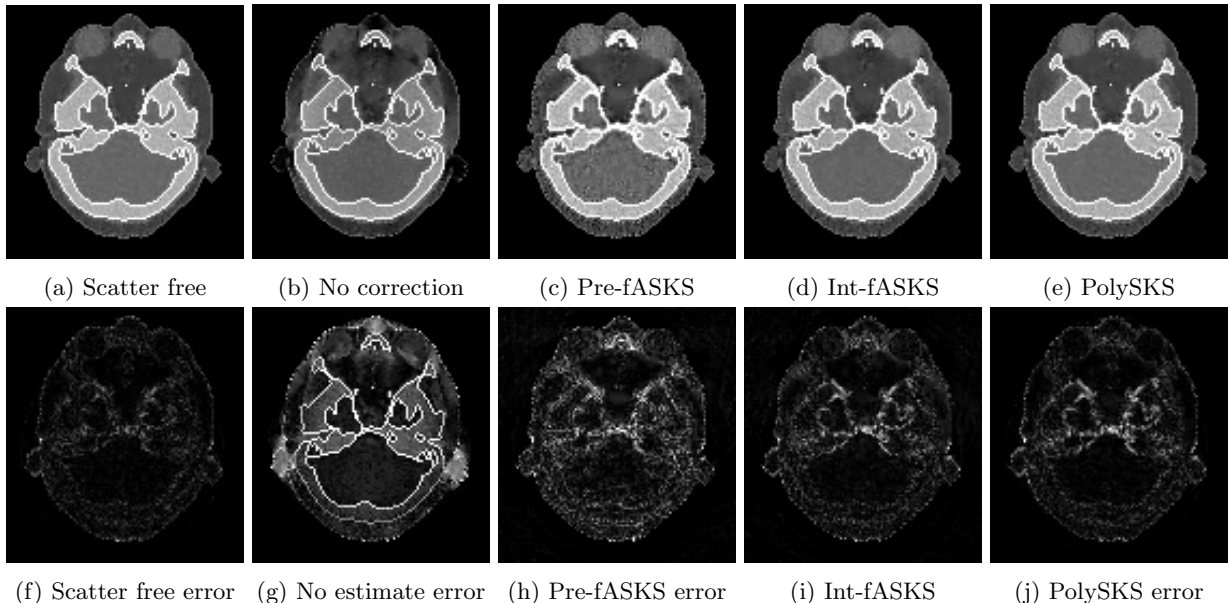 (a) Scatter free
(b) No correction
(c) Pre-fASKS
(d) Int-fASKS
(e) PolySKS
(f) Scatter free error
(g) No estimate error
(h) Pre-fASKS error
(i) Int-fASKS
(j) PolySKS error